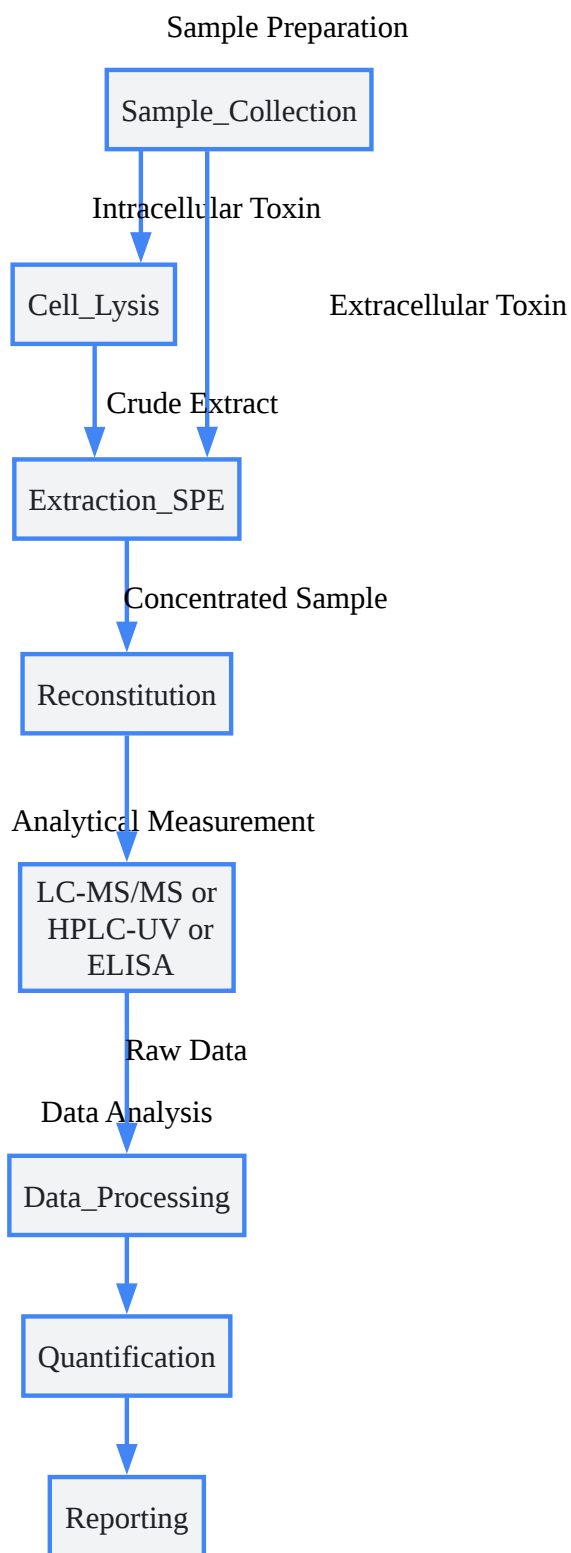 Sample Preparation
Sample_Collection
Intracellular Toxin
Cell_Lysis
Extracellular Toxin
Crude Extract
Extraction_SPE
Concentrated Sample
Reconstitution
Analytical Measurement
LC-MS/MS or
HPLC-UV or
ELISA
Raw Data
Data Analysis
Data_Processing
Quantification
Reporting